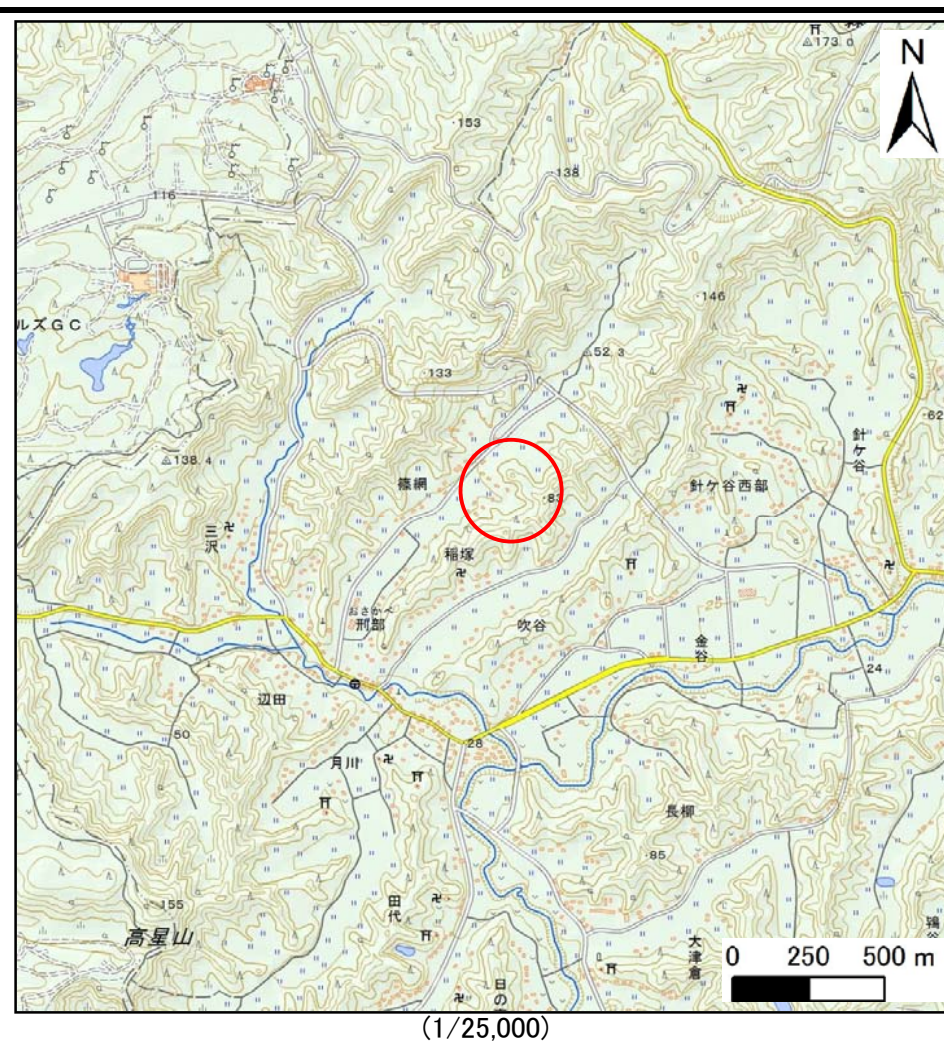 173.0
N
153
138
116
146
ルズGC
52.3
133
62
針ケ谷
138.4
篠網
83
針ケ谷西部
三沢
稲塚
おさかべ
刑部
吹谷
25
金谷
24
辺田
50
28
月川
長柳
85
155
高星山
田代
大津倉
日の
0 250 500 m
(1/25,000)